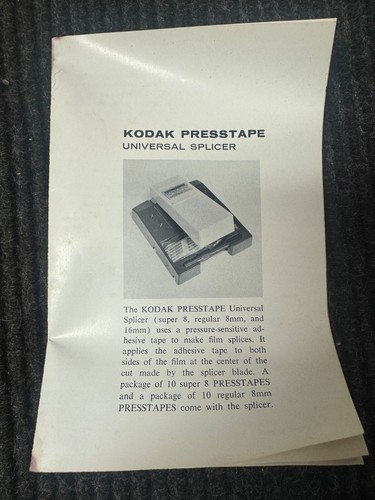 KODAK PRESSTAPE
UNIVERSAL SPLICER
The KODAK PRESSTAPE Universal
Splicer (super 8, regular 8mm, and
16mm) uses a pressure-sensitive ad-
hesive tape to make film splices. It
applies the adhesive tape to both
sides of the film at the center of the
cut made by the splicer blade. A
package of 10 super 8 PRESSTAPES
and a package of 10 regular 8mm
PRESSTAPES come with the splicer.